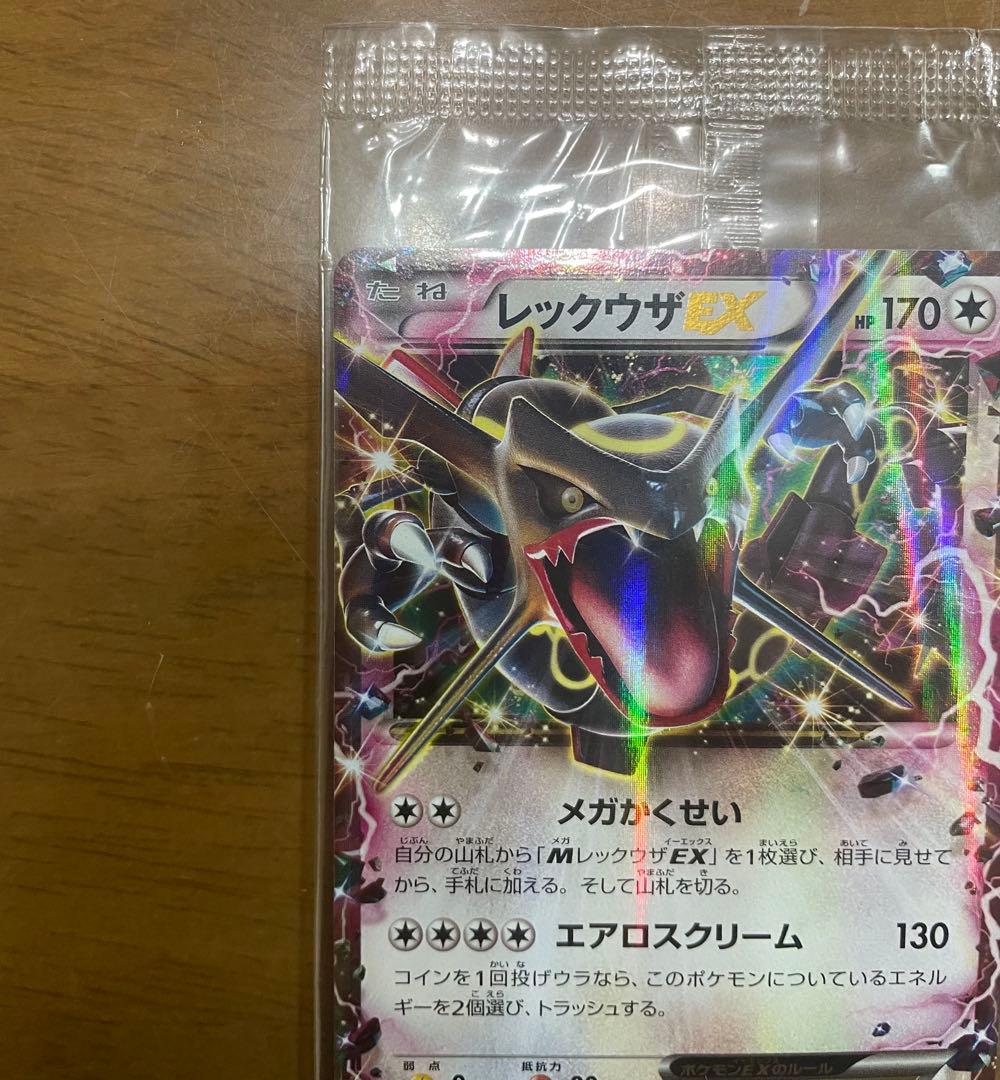 たね レックウザEX HP170
メガかくせい
自分の山札から「MレックウザEX」を1枚選び、相手に見せて
から、手札に加える。そして山札を切る。
エアロスクリーム 130
コインを1回投げウラなら、このポケモンについているエネル
ギーを2個選び、トラッシュする。
弱点 抵抗力 ポケモンEXのルール